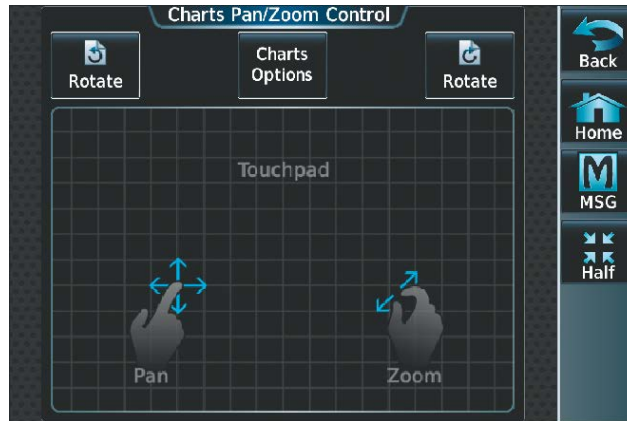 Charts Pan/Zoom Control
Rotate
Charts
Options
Rotate
Touchpad
Pan
Zoom
Back
Home
MSG
Half